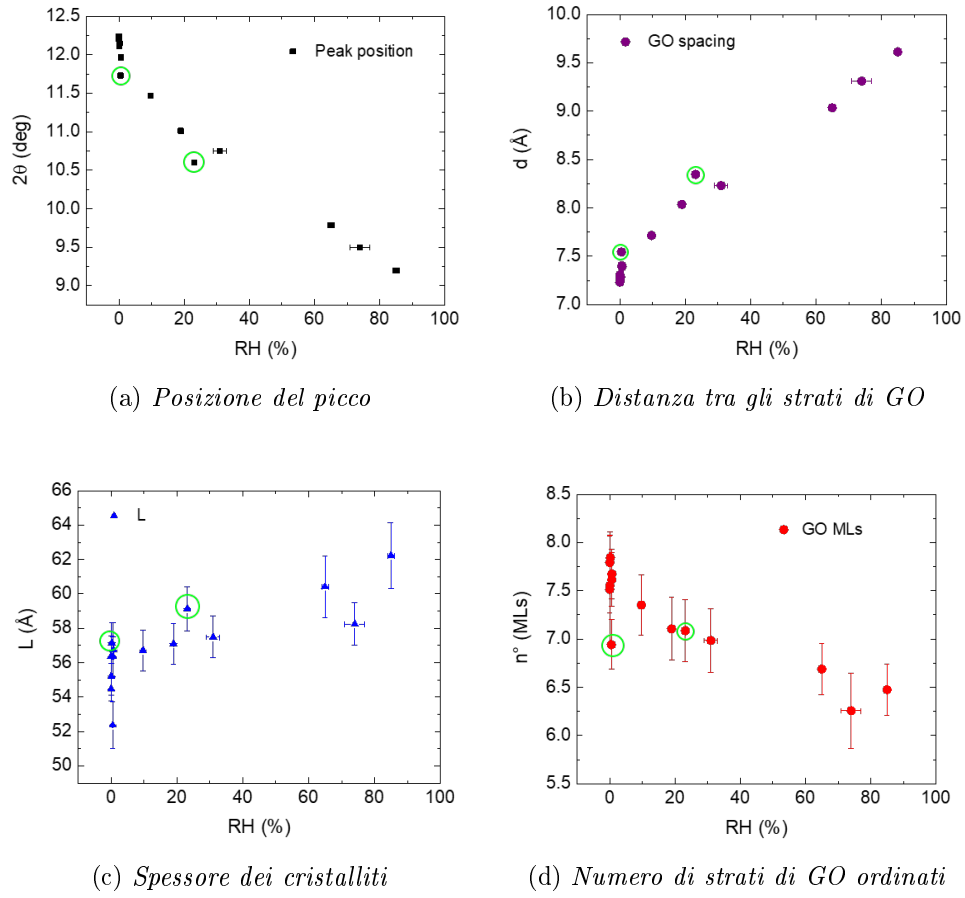 12.5
12.0
11.5
11.0
10.5
10.0
9.5
9.0
2θ (deg)
Peak position
0 20 40 60 80 100
RH (%)
(a) Posizione del picco
10.0
9.5
9.0
8.5
8.0
7.5
7.0
d (Å)
GO spacing
0 20 40 60 80 100
RH (%)
(b) Distanza tra gli strati di GO
66
64
62
60
58
56
54
52
50
L (Å)
L
0 20 40 60 80 100
RH (%)
(c) Spessore dei cristalliti
8.5
8.0
7.5
7.0
6.5
6.0
5.5
n° (MLs)
GO MLs
0 20 40 60 80 100
RH (%)
(d) Numero di strati di GO ordinati